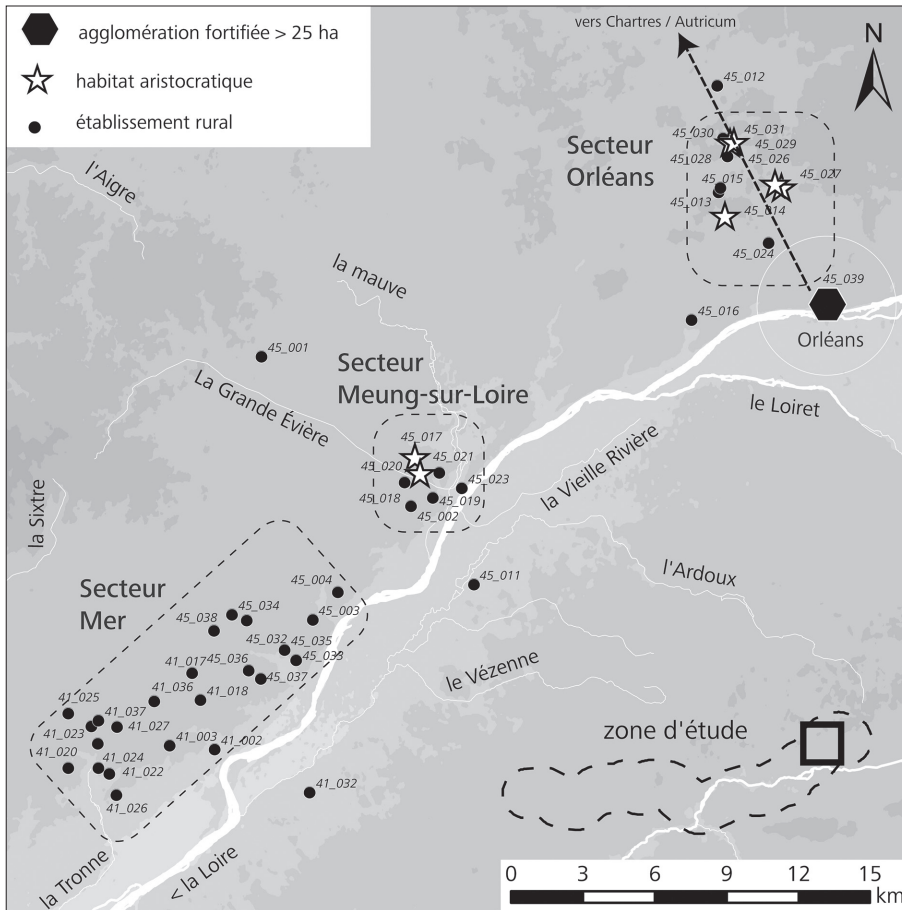 agglomération fortifiée > 25 ha
habitat aristocratique
établissement rural
vers Chartres / Autricum
N
45_012
Secteur
Orléans
45_030
45_031
45_029
45_028
45_026
45_015
45_027
45_013
45_014
45_024
45_039
Orléans
45_016
l'Aigre
la mauve
45_001
Secteur
Meung-sur-Loire
La Grande Évière
le Loiret
45_017
45_020
45_021
45_023
45_018
45_019
45_002
la Vieille Rivière
la Sixtre
l'Ardoux
45_011
Secteur
Mer
45_004
45_034
45_003
45_038
45_032
45_035
45_033
41_017
45_036
45_037
le Vézenne
41_036
41_018
41_025
41_037
41_023
41_027
41_003
41_002
41_020
41_024
41_022
41_026
41_032
zone d'étude
la Tronne
< la Loire
0 3 6 9 12 15
km